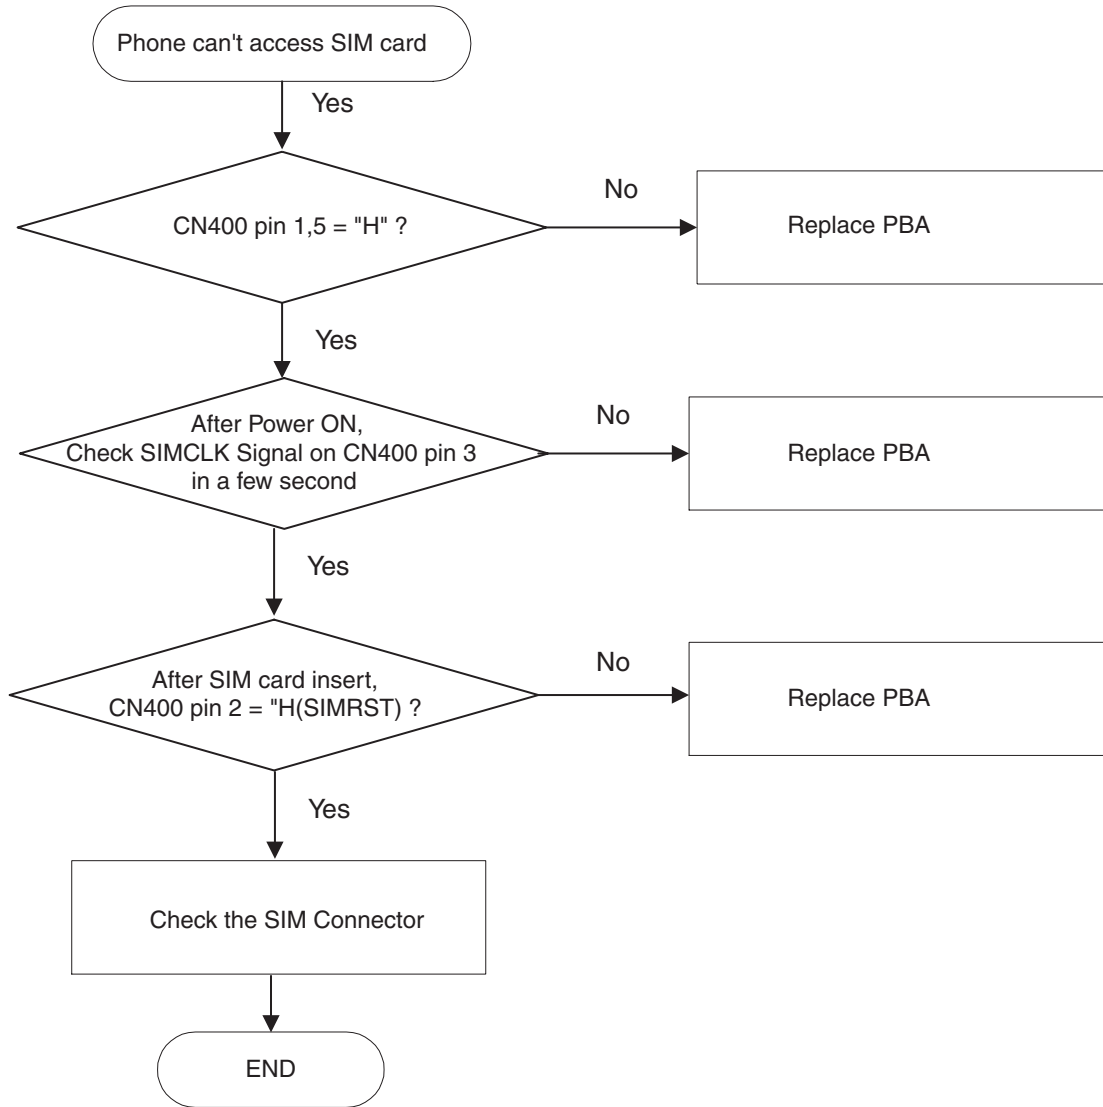 Phone can't access SIM card
Yes
CN400 pin 1,5 = "H" ?
No
Replace PBA
Yes
After Power ON,
Check SIMCLK Signal on CN400 pin 3
in a few second
No
Replace PBA
Yes
After SIM card insert,
CN400 pin 2 = "H(SIMRST) ?
No
Replace PBA
Yes
Check the SIM Connector
END